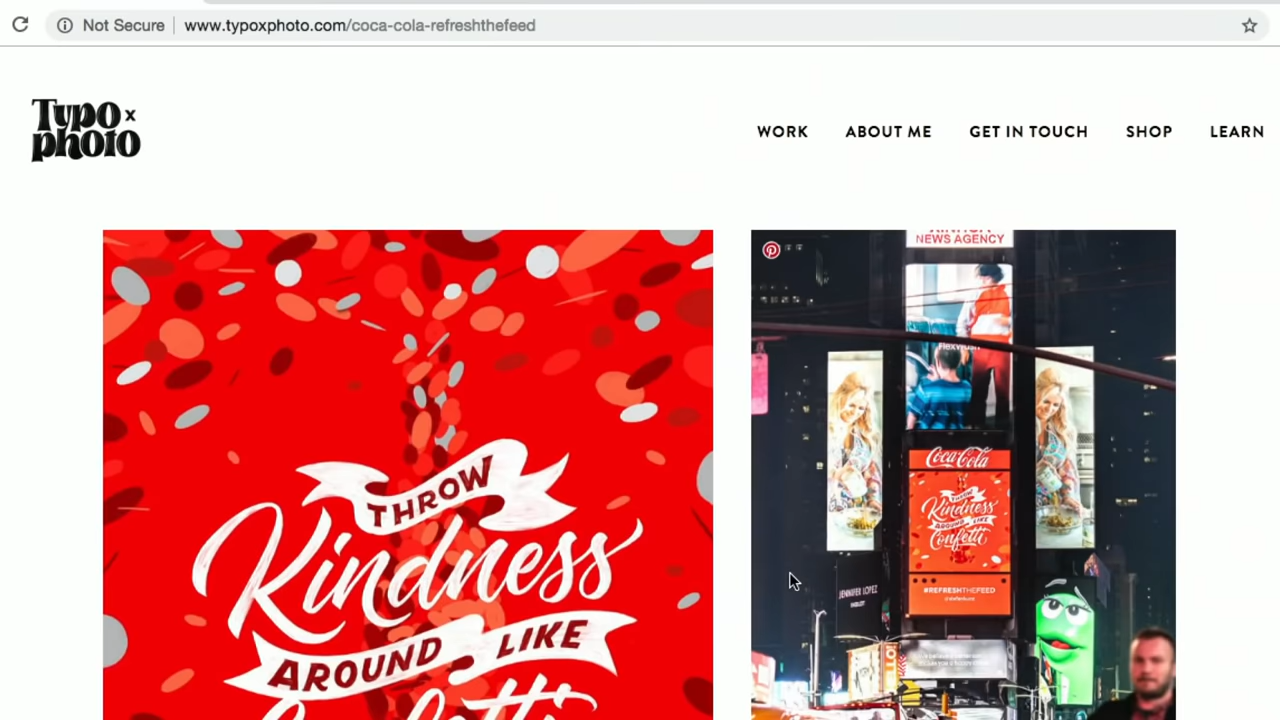 Not Secure
www.typoxphoto.com/coca-cola-refreshthefeed
Typo x
photo
WORK
ABOUT ME
GET IN TOUCH
SHOP
LEARN
THROW
Kindness
AROUND LIKE
Confetti
NEWS AGENCY
Coca-Cola
THROW
Kindness
AROUND LIKE
Confetti
#REFRESHTHEFEED
JENNIFER LOPEZ